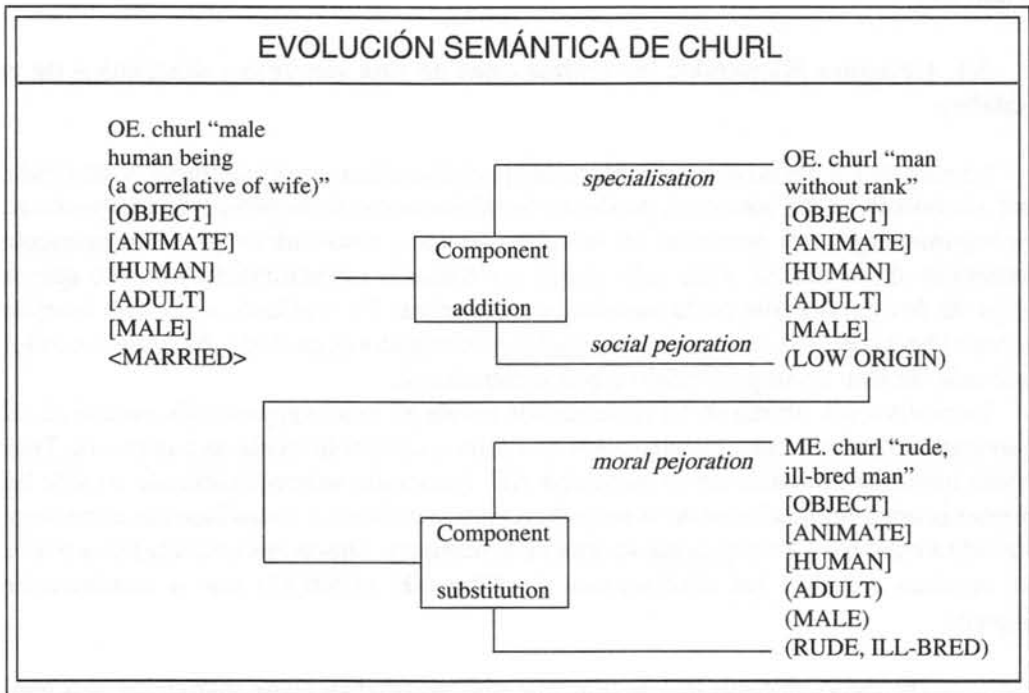 EVOLUCIÓN SEMÁNTICA DE CHURL
OE. churl “male
human being
(a correlative of wife)”
[OBJECT]
[ANIMATE]
[HUMAN]
[ADULT]
[MALE]
<MARRIED>
specialisation
Component
addition
social pejoration
OE. churl “man
without rank”
[OBJECT]
[ANIMATE]
[HUMAN]
[ADULT]
[MALE]
(LOW ORIGIN)
moral pejoration
Component
substitution
ME. churl “rude,
ill-bred man”
[OBJECT]
[ANIMATE]
[HUMAN]
(ADULT)
(MALE)
(RUDE, ILL-BRED)